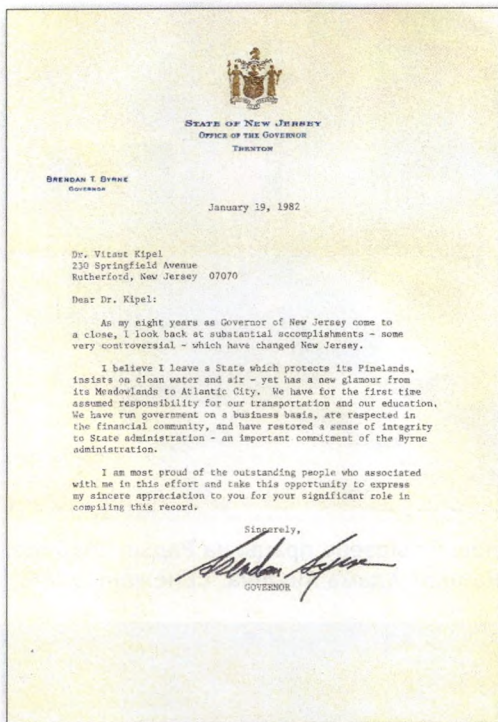 STATE OF NEW JERSEY
OFFICE OF THE GOVERNOR
TRENTON
BRENDAN T. BYRNE
GOVERNOR
January 19, 1982
Dr. Vitaut Kipel
230 Springfield Avenue
Rutherford, New Jersey 07070
Dear Dr. Kipel:
As my eight years as Governor of New Jersey come to
a close, I look back at substantial accomplishments - some
very controversial - which have changed New Jersey.
I believe I leave a State which protects its Pinelands,
insists on clean water and air - yet has a new glamour from
its Meadowlands to Atlantic City. We have for the first time
assumed responsibility for our transportation and our education.
We have run government on a business basis, are respected in
the financial community, and have restored a sense of integrity
to State administration - an important commitment of the Byrne
administration.
I am most proud of the outstanding people who associated
with me in this effort and take this opportunity to express
my sincere appreciation to you for your significant role in
compiling this record.
Sincerely,
Brendan Byrne
GOVERNOR